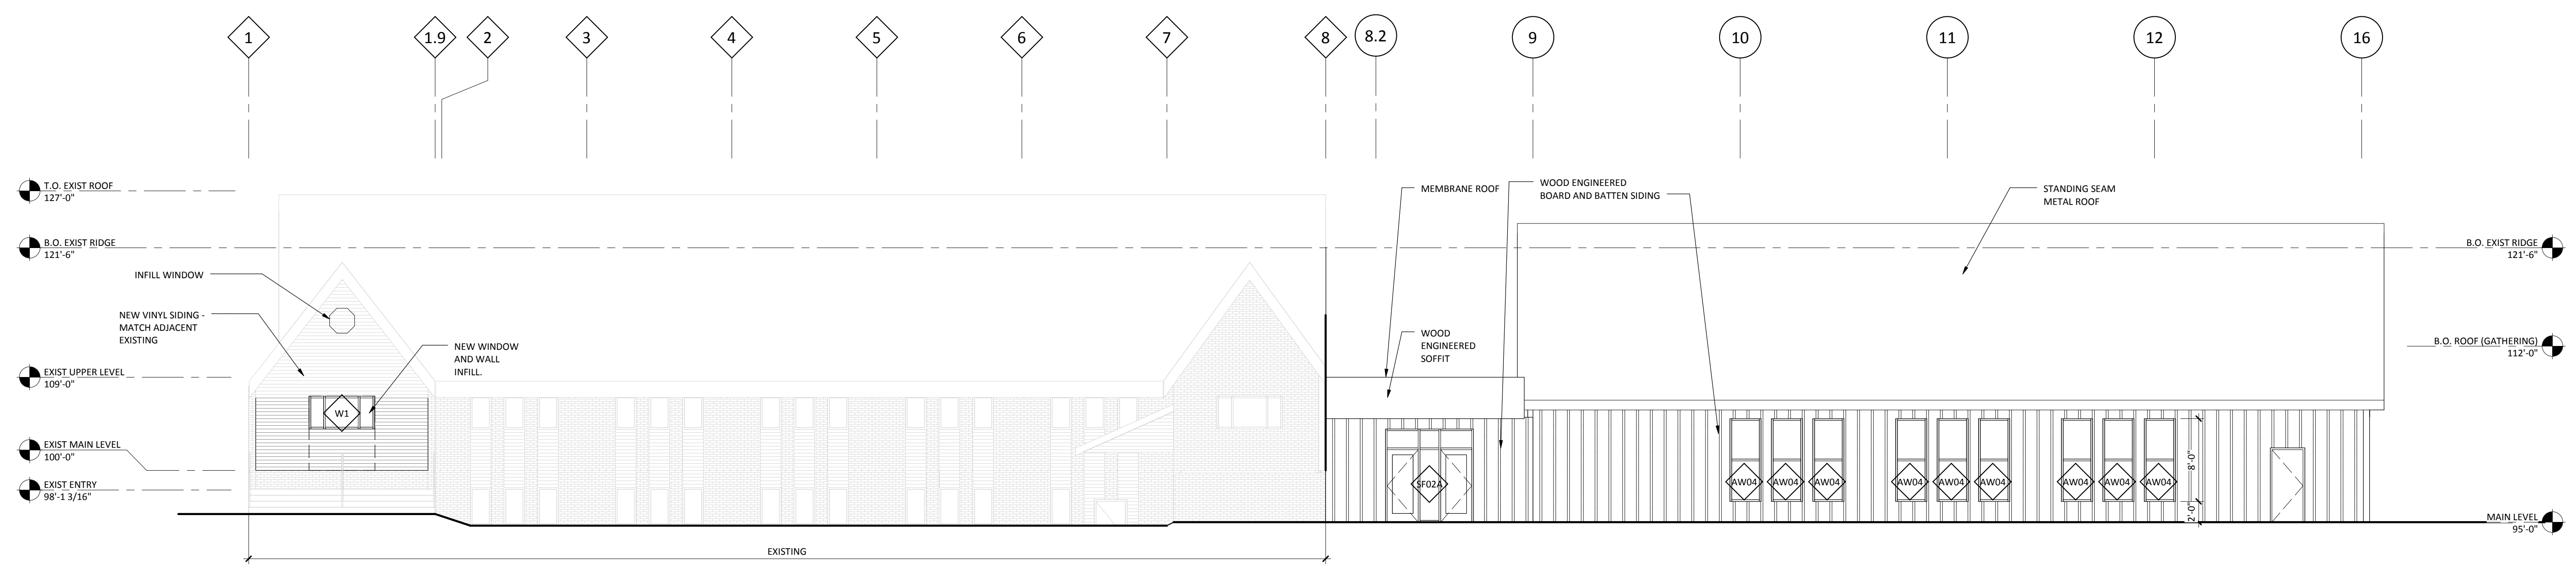 1 1.9 2 3 4 5 6 7 8 8.2 9 10 11 12 16
T.O. EXIST ROOF
127'-0"
B.O. EXIST RIDGE
121'-6"
INFILL WINDOW
NEW VINYL SIDING -
MATCH ADJACENT
EXISTING
NEW WINDOW
AND WALL
INFILL.
EXIST UPPER LEVEL
109'-0"
W1
EXIST MAIN LEVEL
100'-0"
EXIST ENTRY
98'-1 3/16"
EXISTING
MEMBRANE ROOF
WOOD ENGINEERED
BOARD AND BATTEN SIDING
STANDING SEAM
METAL ROOF
WOOD
ENGINEERED
SOFFIT
SF02A
AW04 AW04 AW04 AW04 AW04 AW04 AW04 AW04 AW04
8'-0"
2'-0"
B.O. EXIST RIDGE
121'-6"
B.O. ROOF (GATHERING)
112'-0"
MAIN LEVEL
95'-0"